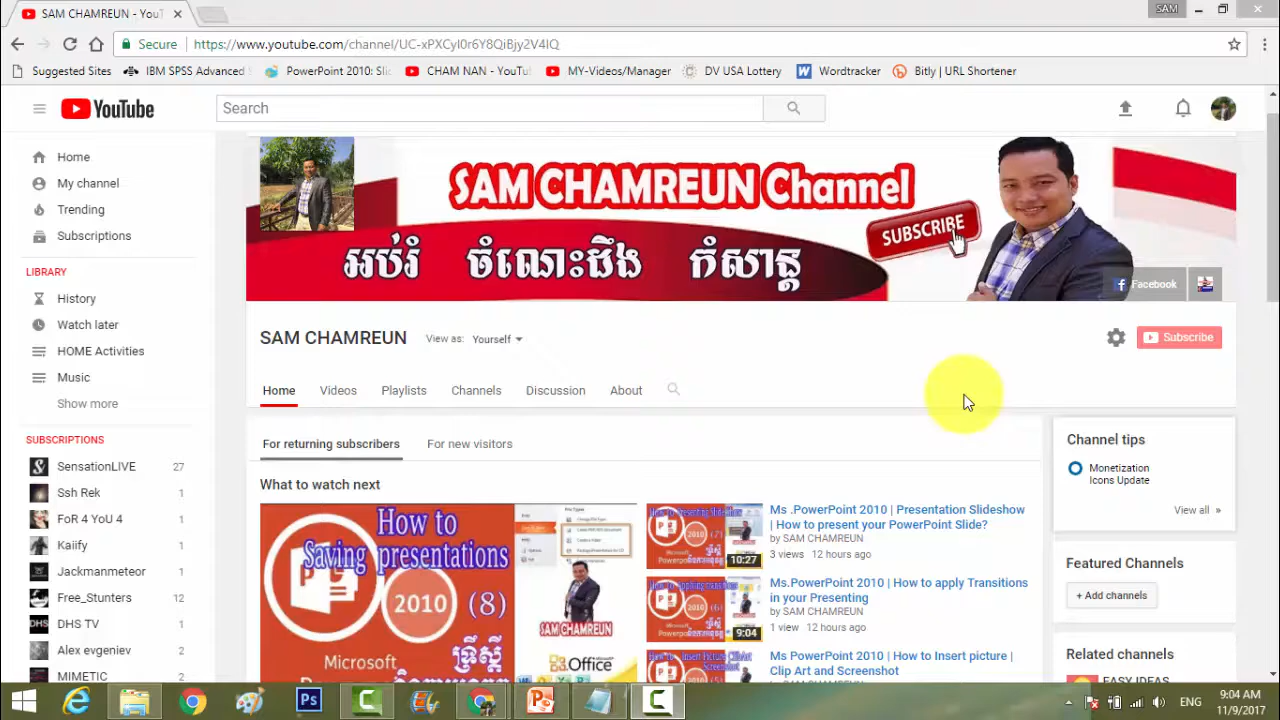 SAM CHAMREUN - YouT
SAM
Secure
https://www.youtube.com/channel/UC-xPXCyI0r6Y8QiBjy2V4IQ
Suggested Sites
IBM SPSS Advanced
PowerPoint 2010: Slid
CHAM NAN - YouTu
MY-Videos/Manager
DV USA Lottery
Wordtracker
Bitly | URL Shortener
YouTube
Search
Home
My channel
Trending
Subscriptions
LIBRARY
History
Watch later
HOME Activities
Music
Show more
SUBSCRIPTIONS
SensationLIVE 27
Ssh Rek 1
FoR 4 YoU 4 1
Kaiify 1
Jackmanmeteor 1
Free_Stunters 12
DHS TV 1
Alex evgeniev 2
MIMETIC 2
SAM CHAMREUN Channel
SUBSCRIBE
អប់រំ ចំណេះដឹង កំសាន្ត
Facebook
SAM CHAMREUN
View as: Yourself
Subscribe
Home Videos Playlists Channels Discussion About
For returning subscribers For new visitors
What to watch next
How to
Saving presentations
2010 (8)
Microsoft
ទ្រឹស្តី
SAM CHAMREUN
Office
10:27
Ms .PowerPoint 2010 | Presentation Slideshow
| How to present your PowerPoint Slide?
by SAM CHAMREUN
3 views 12 hours ago
9:04
Ms.PowerPoint 2010 | How to apply Transitions
in your Presenting
by SAM CHAMREUN
1 view 12 hours ago
Ms PowerPoint 2010 | How to Insert picture |
Clip Art and Screenshot
Channel tips
Monetization
Icons Update
View all »
Featured Channels
+ Add channels
Related channels
EASY IDEAS
ENG
9:04 AM
11/9/2017